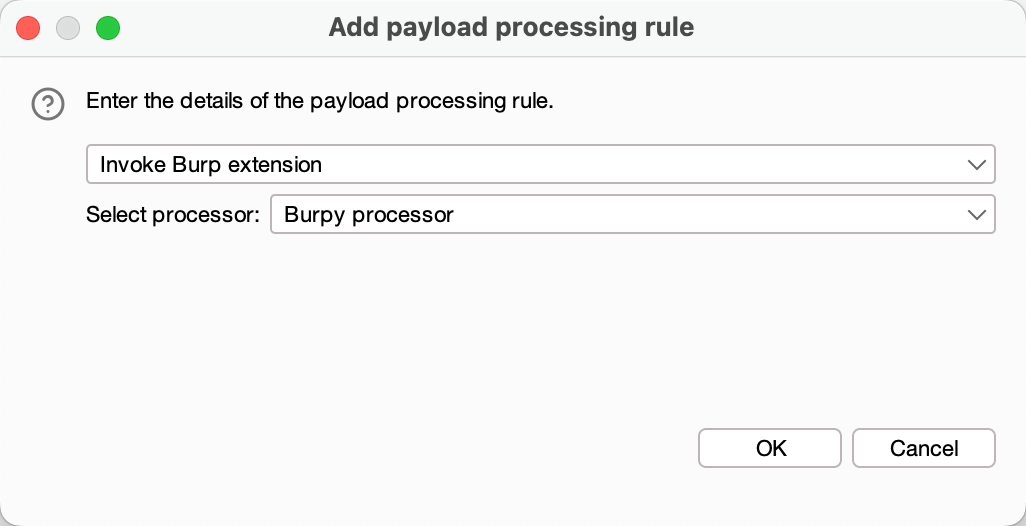 Add payload processing rule
Enter the details of the payload processing rule.
Invoke Burp extension
Select processor: Burpy processor
OK Cancel